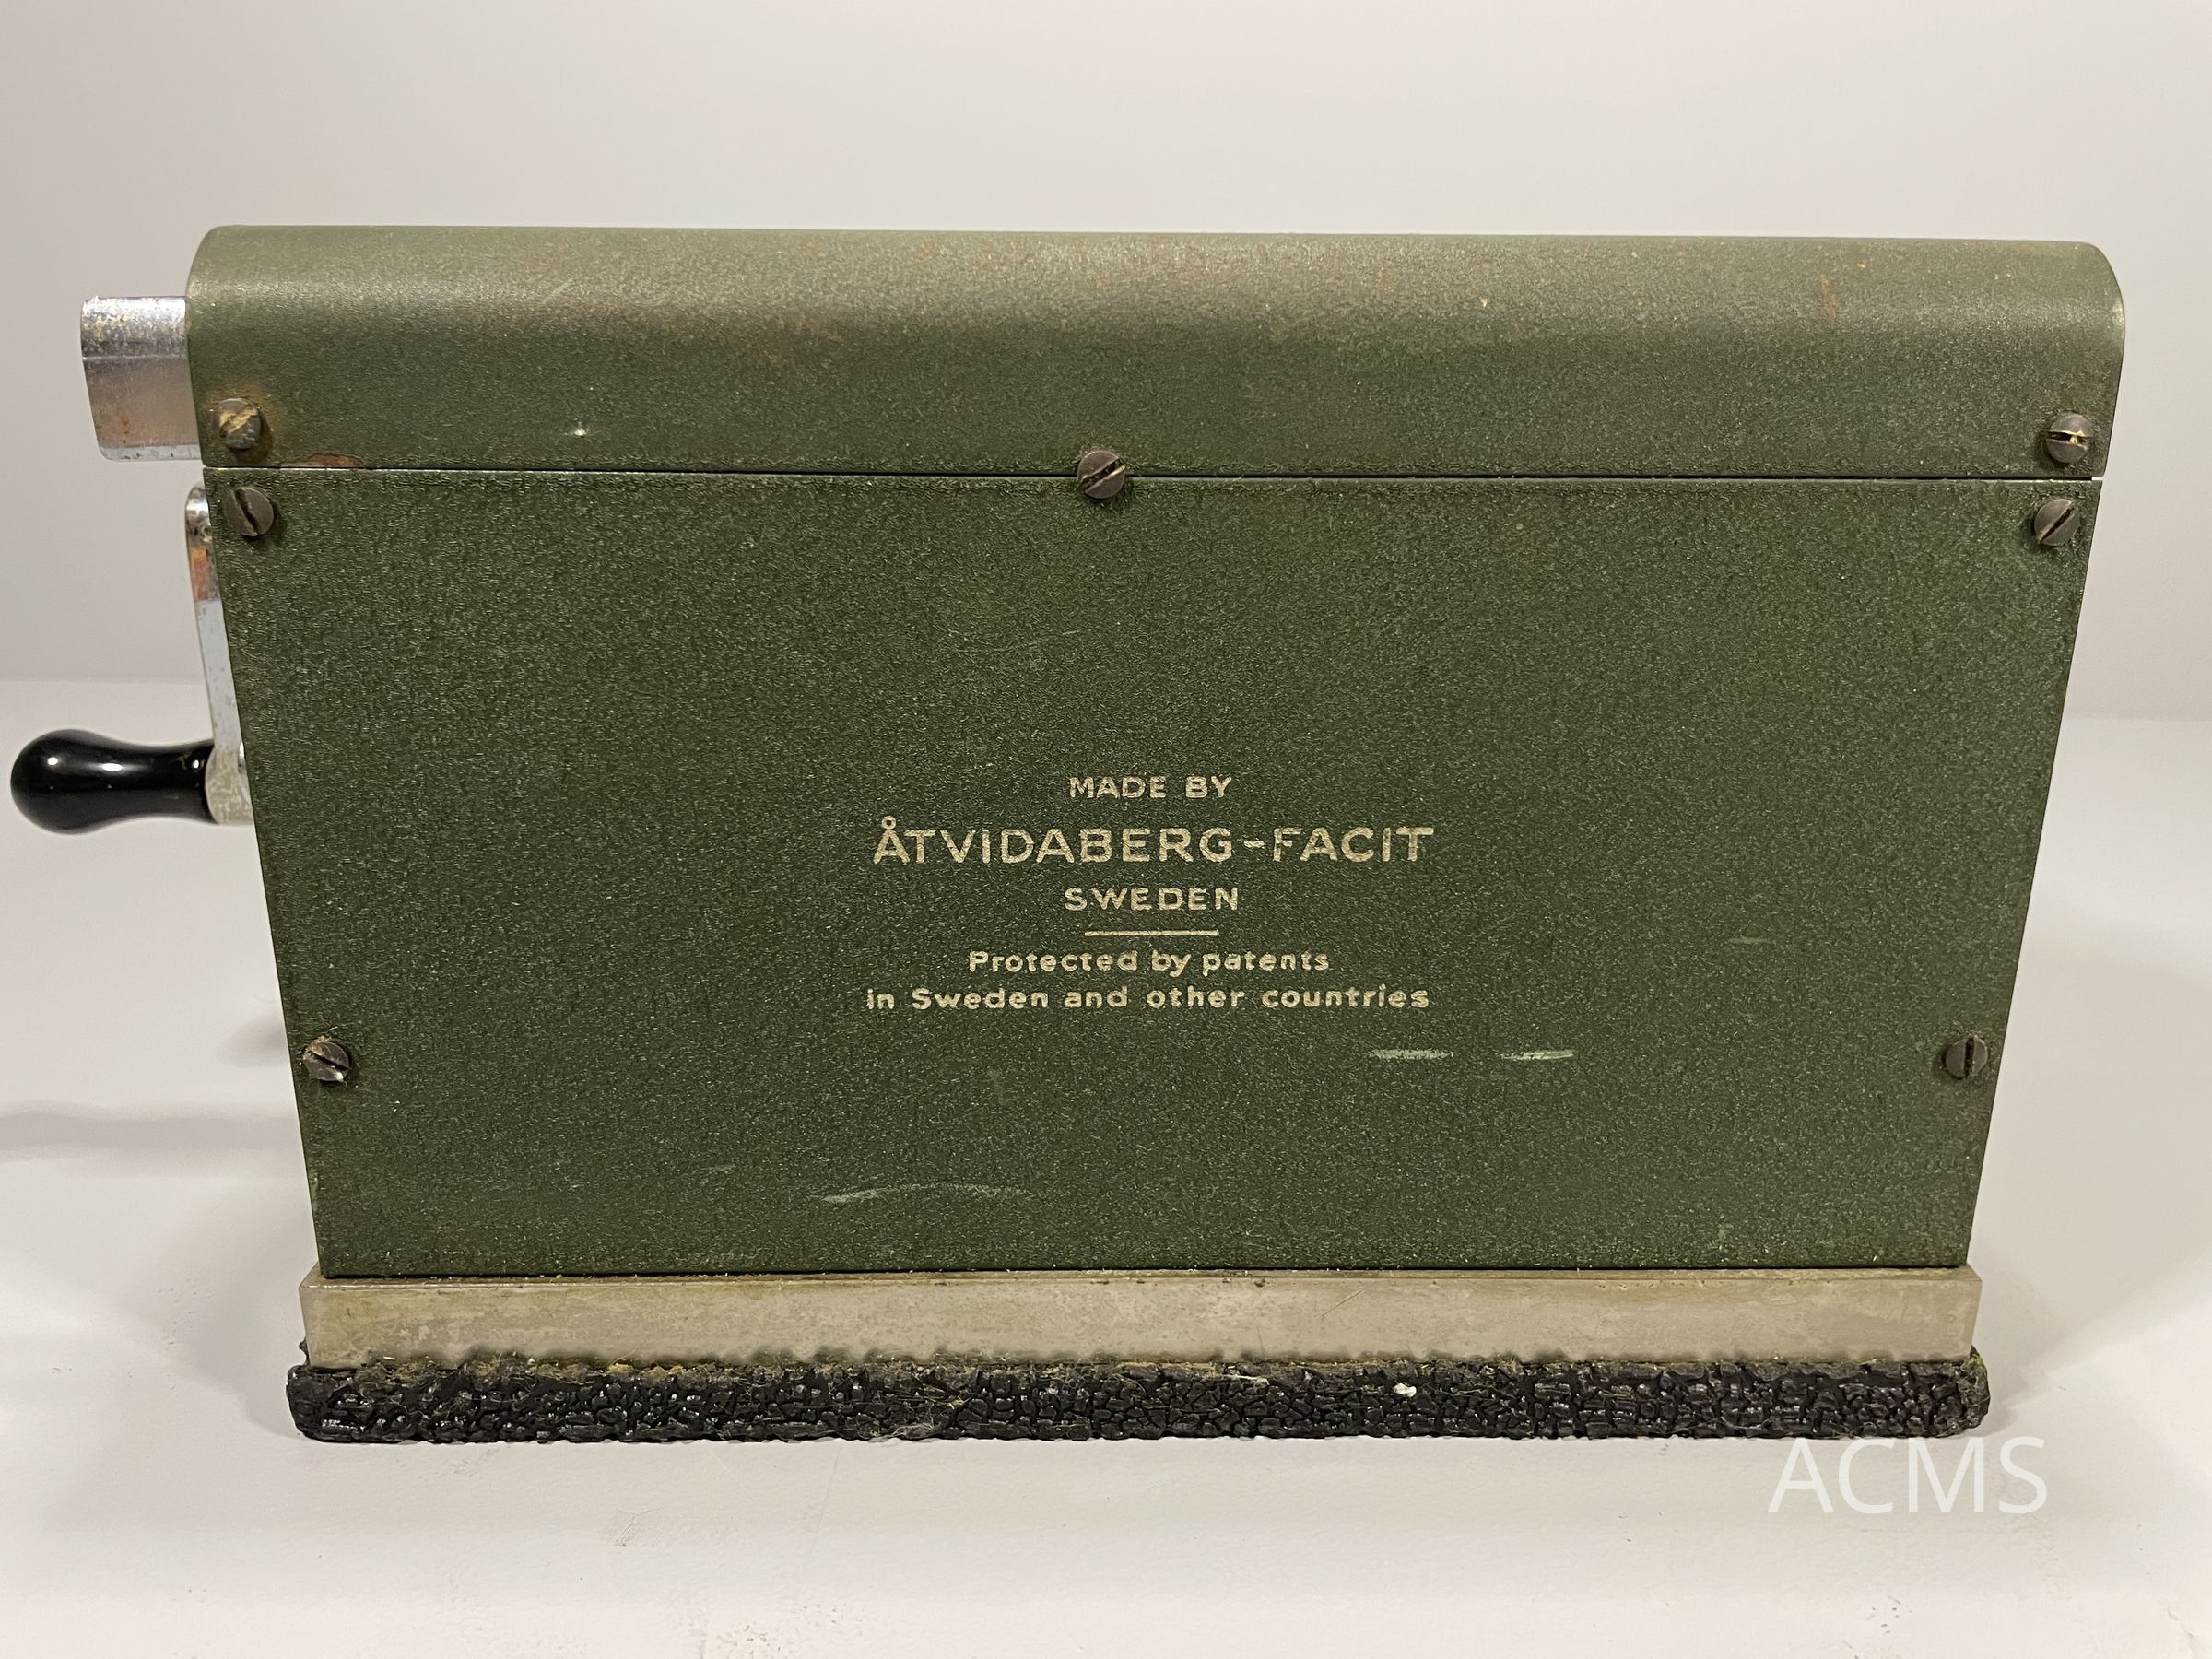 MADE BY
ÅTVIDABERG-FACIT
SWEDEN
Protected by patents
in Sweden and other countries
ACMS